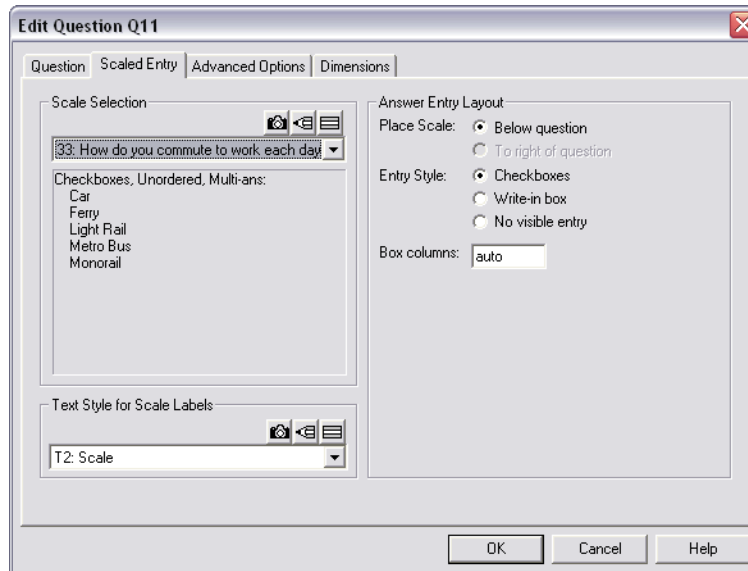 Edit Question Q11
Question Scaled Entry Advanced Options Dimensions
Scale Selection
33: How do you commute to work each day
Checkboxes, Unordered, Multi-ans:
Car
Ferry
Light Rail
Metro Bus
Monorail
Text Style for Scale Labels
T2: Scale
Answer Entry Layout
Place Scale: Below question
To right of question
Entry Style: Checkboxes
Write-in box
No visible entry
Box columns: auto
OK Cancel Help